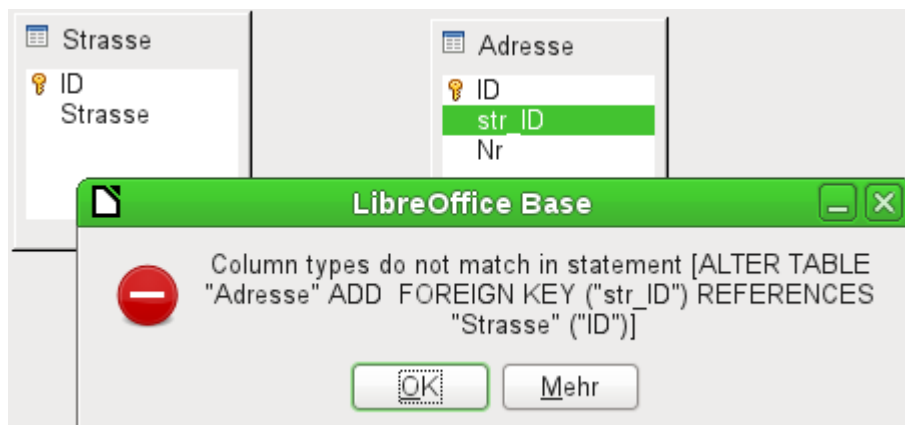 Strasse
ID
Strasse
Adresse
ID
str_ID
Nr
LibreOffice Base
Column types do not match in statement [ALTER TABLE
"Adresse" ADD  FOREIGN KEY ("str_ID") REFERENCES
"Strasse" ("ID")]
OK
Mehr